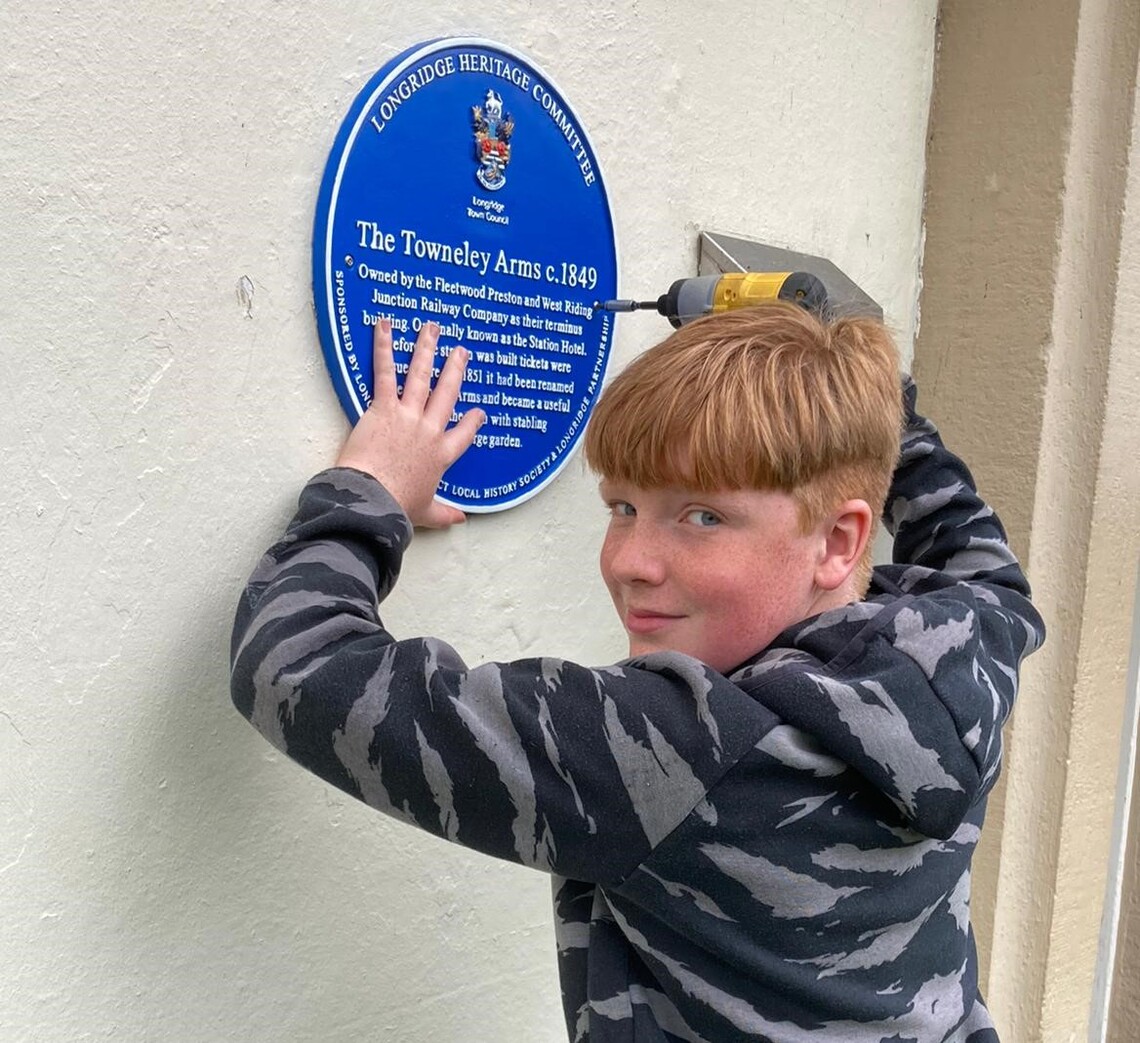 LONGRIDGE HERITAGE COMMITTEE
Longridge
Town Council
The Towneley Arms c.1849
Owned by the Fleetwood Preston and West Riding
Junction Railway Company as their terminus
building. Originally known as the Station Hotel.
was built tickets were
1851 it had been renamed
Arms and became a useful
with stabling
garden.
SPONSORED BY
LOCAL HISTORY SOCIETY & LONGRIDGE PARTNERSHIP